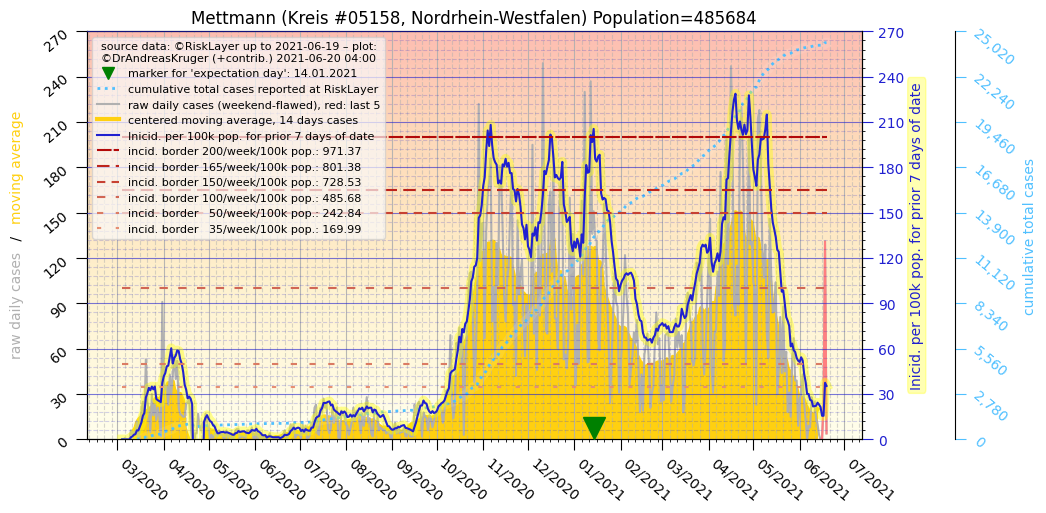 Mettmann (Kreis #05158, Nordrhein-Westfalen) Population=485684
source data: ©RiskLayer up to 2021-06-19 – plot:
©DrAndreasKruger (+contrib.) 2021-06-20 04:00
marker for 'expectation day': 14.01.2021
cumulative total cases reported at RiskLayer
raw daily cases (weekend-flawed), red: last 5
centered moving average, 14 days cases
Inicid. per 100k pop. for prior 7 days of date
incid. border 200/week/100k pop.: 971.37
incid. border 165/week/100k pop.: 801.38
incid. border 150/week/100k pop.: 728.53
incid. border 100/week/100k pop.: 485.68
incid. border   50/week/100k pop.: 242.84
incid. border   35/week/100k pop.: 169.99
raw daily cases / moving average
270
240
210
180
150
120
90
60
30
0
03/2020
04/2020
05/2020
06/2020
07/2020
08/2020
09/2020
10/2020
11/2020
12/2020
01/2021
02/2021
03/2021
04/2021
05/2021
06/2021
07/2021
270
240
210
180
150
120
90
60
30
0
Inicid. per 100k pop. for prior 7 days of date
25,020
22,240
19,460
16,680
13,900
11,120
8,340
5,560
2,780
0
cumulative total cases